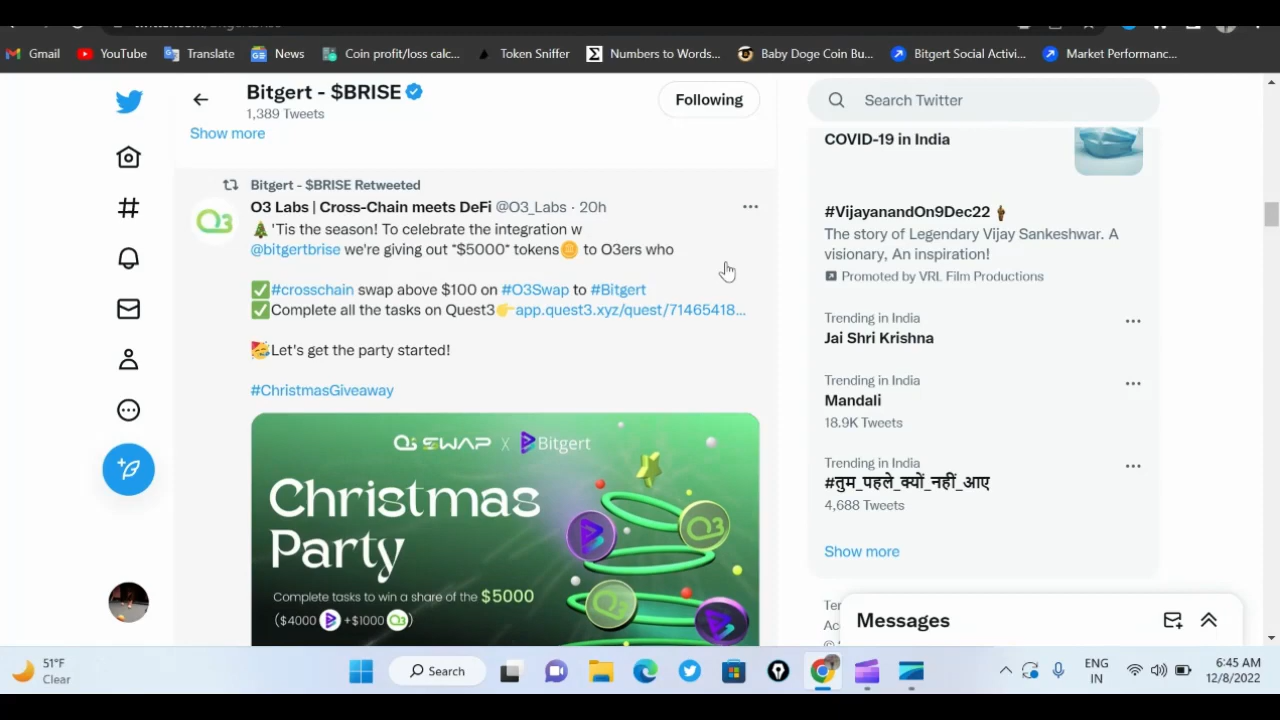 Gmail
YouTube
Translate
News
Coin profit/loss calc...
Token Sniffer
Numbers to Words...
Baby Doge Coin Bu...
Bitgert Social Activi...
Market Performanc...
Bitgert - $BRISE
1,389 Tweets
Following
Search Twitter
Show more
Bitgert - $BRISE Retweeted
O3 Labs | Cross-Chain meets DeFi @O3_Labs · 20h
🎄'Tis the season! To celebrate the integration w
@bitgertbrise we're giving out "$5000" tokens🪙 to O3ers who
✅#crosschain swap above $100 on #O3Swap to #Bitgert
✅Complete all the tasks on Quest3👉app.quest3.xyz/quest/71465418...
🥳Let's get the party started!
#ChristmasGiveaway
O3 SWAP X Bitgert
Christmas
Party
Complete tasks to win a share of the $5000
($4000 +$1000 O3)
COVID-19 in India
#VijayanandOn9Dec22
The story of Legendary Vijay Sankeshwar. A
visionary, An inspiration!
Promoted by VRL Film Productions
Trending in India
Jai Shri Krishna
Trending in India
Mandali
18.9K Tweets
Trending in India
#तुम_पहले_क्यों_नहीं_आए
4,688 Tweets
Show more
Messages
51°F
Clear
Search
ENG
IN
6:45 AM
12/8/2022